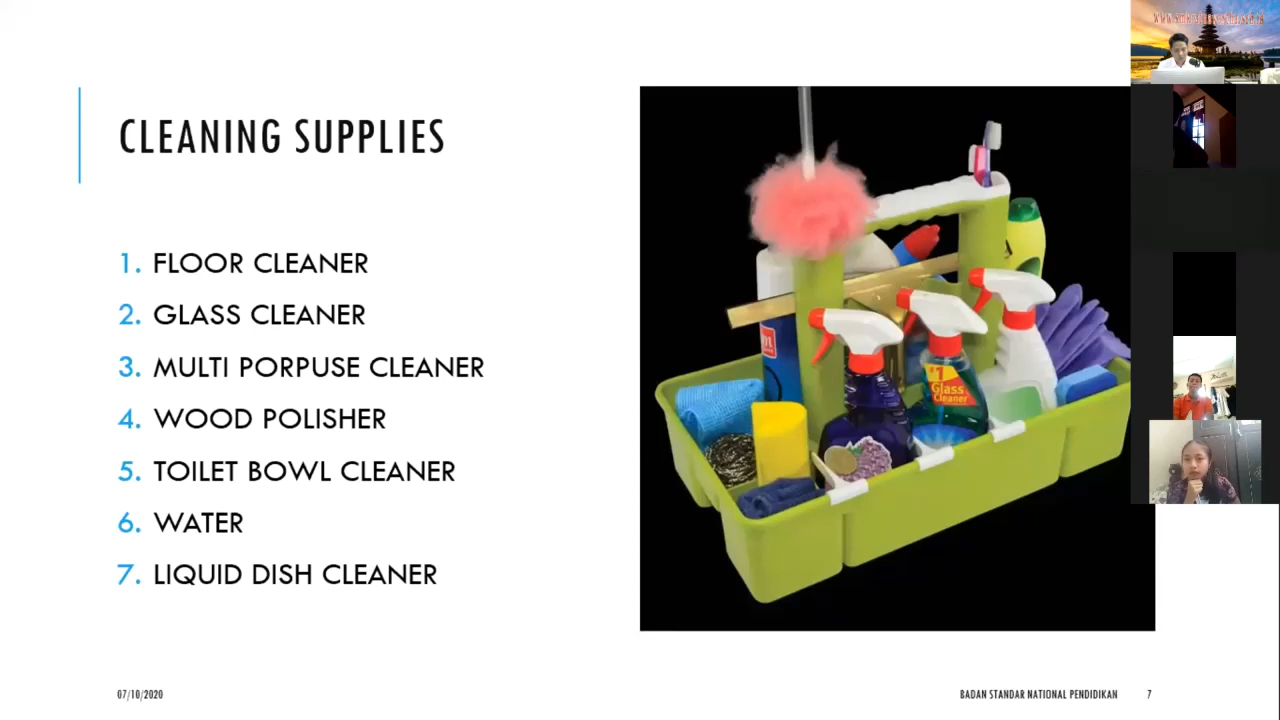 CLEANING SUPPLIES
1. FLOOR CLEANER
2. GLASS CLEANER
3. MULTI PORPUSE CLEANER
4. WOOD POLISHER
5. TOILET BOWL CLEANER
6. WATER
7. LIQUID DISH CLEANER
#1
Glass
Cleaner
07/10/2020
BADAN STANDAR NATIONAL PENDIDIKAN
7